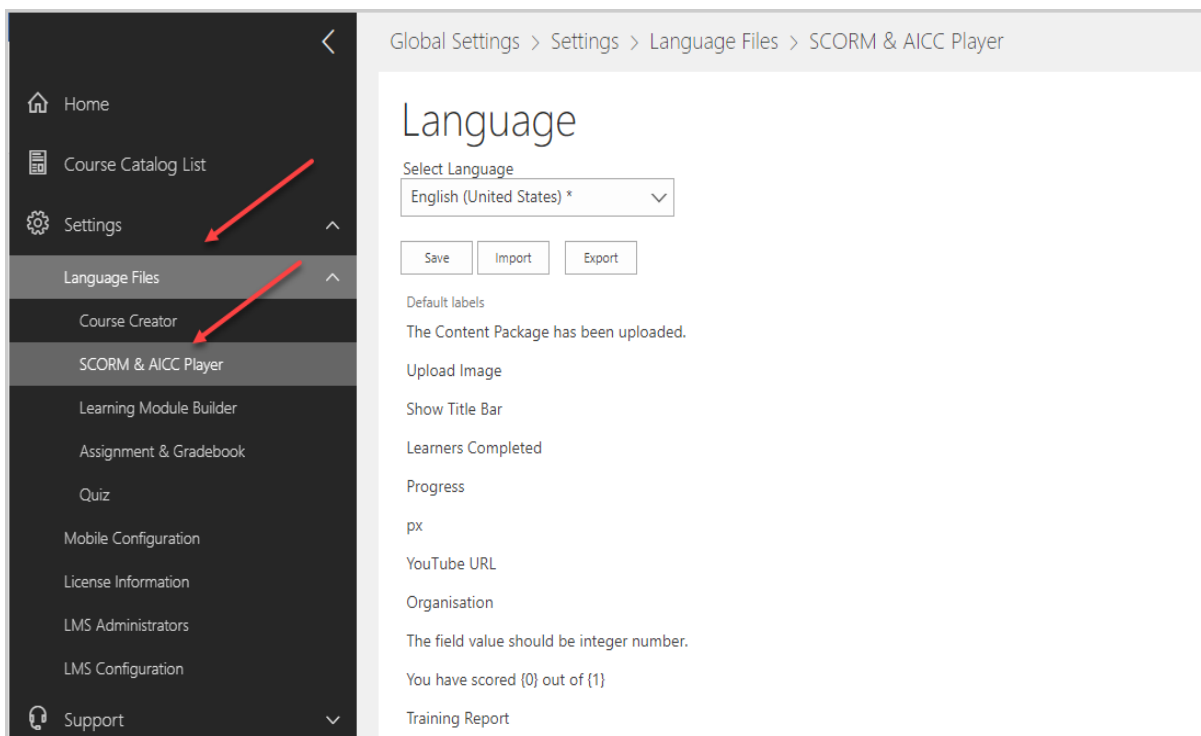 Home
Course Catalog List
Settings
Language Files
Course Creator
SCORM & AICC Player
Learning Module Builder
Assignment & Gradebook
Quiz
Mobile Configuration
License Information
LMS Administrators
LMS Configuration
Support
Global Settings > Settings > Language Files > SCORM & AICC Player
Language
Select Language
English (United States) *
Save Import Export
Default labels
The Content Package has been uploaded.
Upload Image
Show Title Bar
Learners Completed
Progress
px
YouTube URL
Organisation
The field value should be integer number.
You have scored {0} out of {1}
Training Report